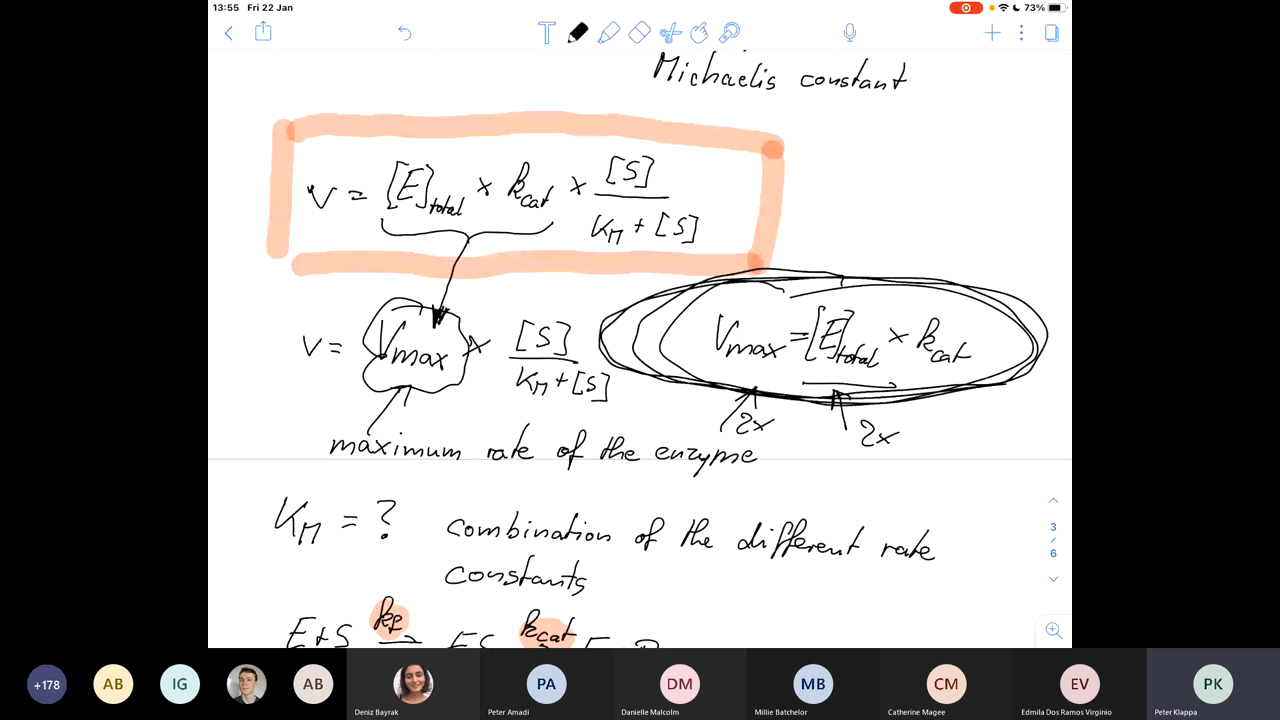 13:55 Fri 22 Jan
73%
T
Michaelis constant
v = [E]total × kcat × [S] / KM + [S]
v = Vmax × [S] / KM + [S]
Vmax = [E]total × kcat
2x 2x
maximum rate of the enzyme
KM = ? combination of the different rate
constants
3
/
6
kf kcat
E+S ES
+178 AB IG AB PA DM MB CM EV PK
Deniz Bayrak Peter Amadi Danielle Malcolm Millie Batchelor Catherine Magee Edmila Dos Ramos Virginio Peter Klappa